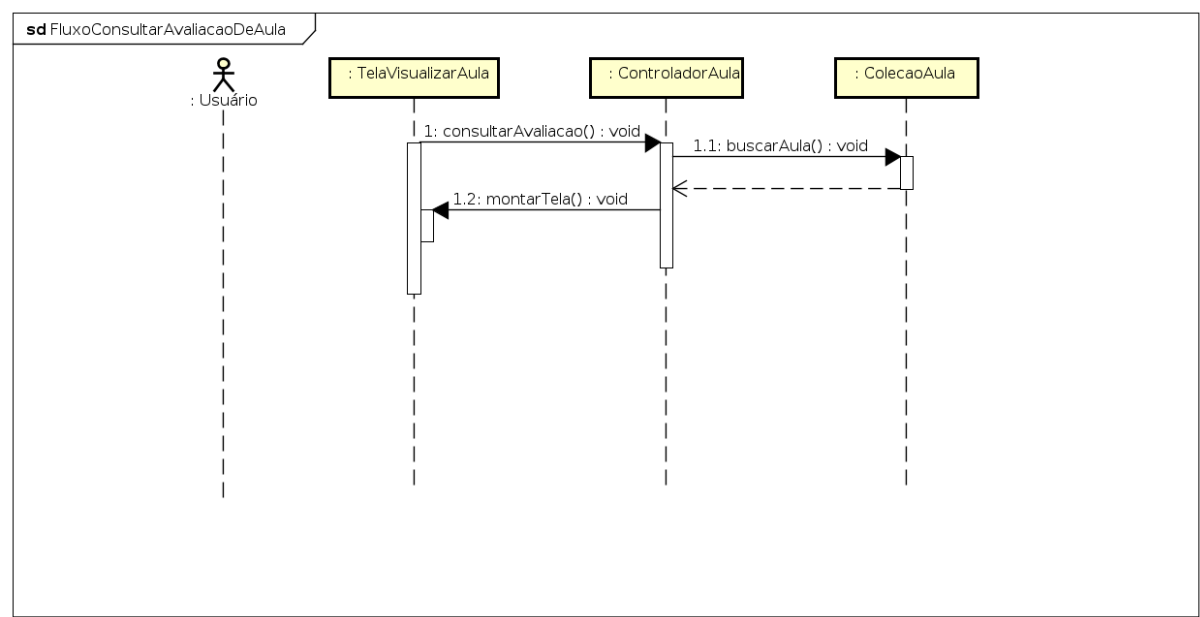 sd FluxoConsultarAvaliacaoDeAula
: Usuário
: TelaVisualizarAula
: ControladorAula
: ColecaoAula
1: consultarAvaliacao() : void
1.1: buscarAula() : void
1.2: montarTela() : void